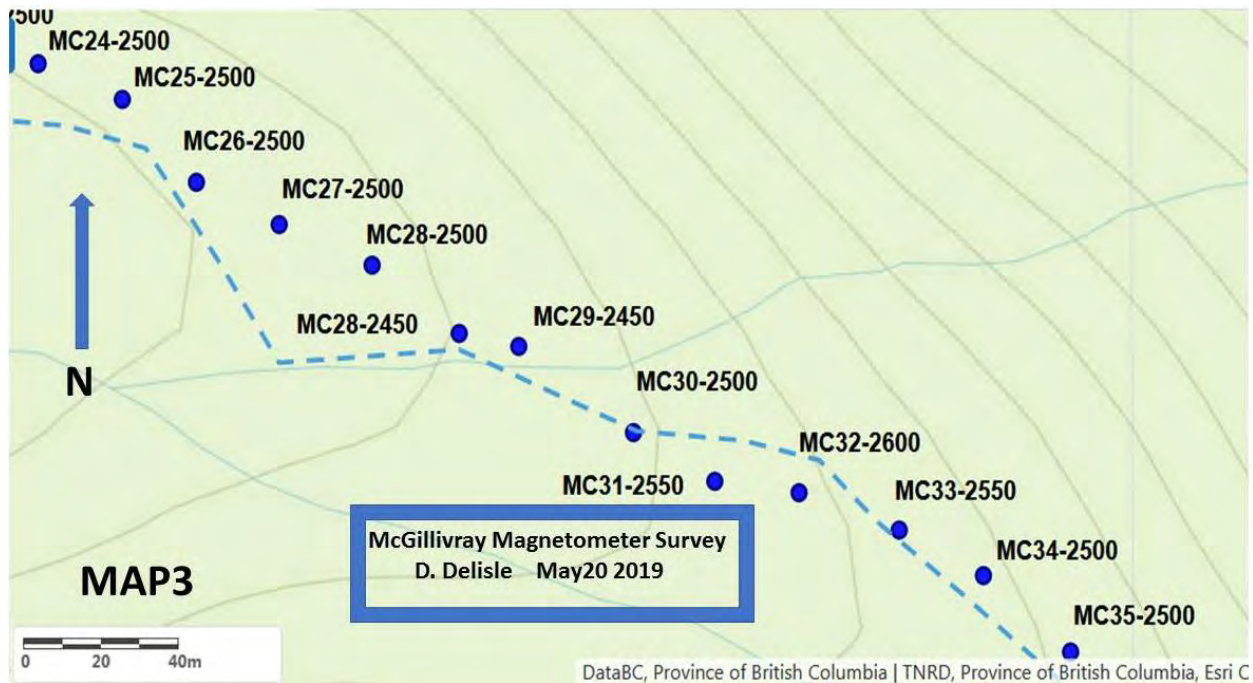 2500
MC24-2500
MC25-2500
MC26-2500
MC27-2500
MC28-2500
MC28-2450
MC29-2450
N
MC30-2500
MC32-2600
MC31-2550
MC33-2550
McGillivray Magnetometer Survey
D. Delisle May20 2019
MC34-2500
MAP3
MC35-2500
0 20 40m
DataBC, Province of British Columbia | TNRD, Province of British Columbia, Esri C